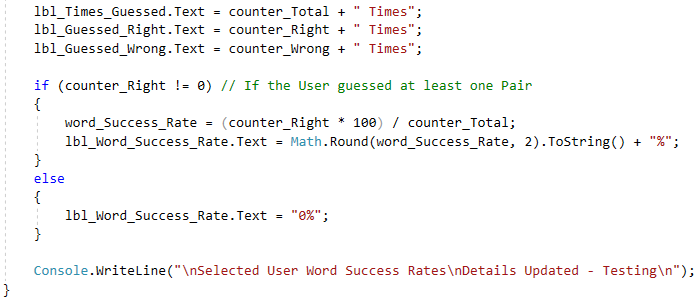 lbl_Times_Guessed.Text = counter_Total + " Times";
lbl_Guessed_Right.Text = counter_Right + " Times";
lbl_Guessed_Wrong.Text = counter_Wrong + " Times";
if (counter_Right != 0) // If the User guessed at least one Pair
{
word_Success_Rate = (counter_Right * 100) / counter_Total;
lbl_Word_Success_Rate.Text = Math.Round(word_Success_Rate, 2).ToString() + "%";
}
else
{
lbl_Word_Success_Rate.Text = "0%";
}
Console.WriteLine("\nSelected User Word Success Rates\nDetails Updated - Testing\n");
}